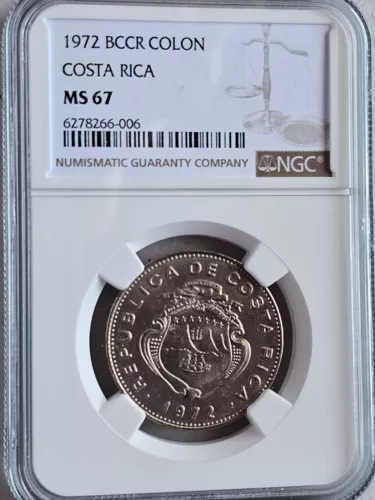 1972 BCCR COLON
COSTA RICA
MS 67
6278266-006
NUMISMATIC GUARANTY COMPANY
NGC®
REPUBLICA DE COSTA RICA
1972